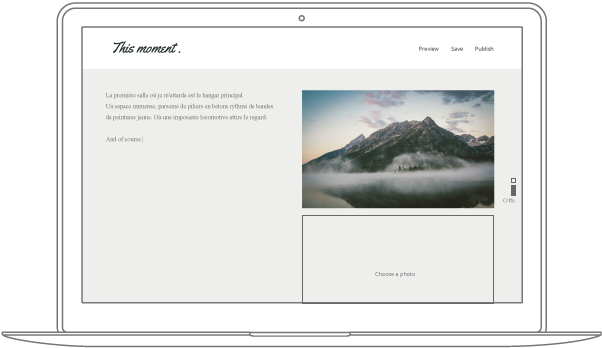 This moment.
Preview Save Publish
La première salle où je m'attarde est le hangar principal.
Un espace immense, parsemé de piliers en bétons rythmé de bandes
de peintures jaune. Où une imposante locomotive attire le regard.
And of course|
Choose a photo